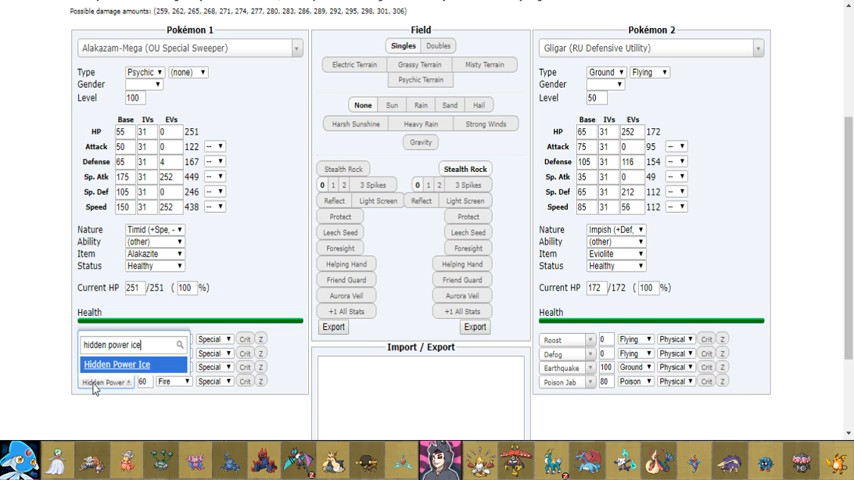 Possible damage amounts: (259, 262, 265, 268, 271, 274, 277, 280, 283, 286, 289, 292, 295, 298, 301, 306)
Pokémon 1
Alakazam-Mega (OU Special Sweeper)
Type Psychic (none)
Gender
Level 100
Base IVs EVs
HP 55 31 0 251
Attack 50 31 0 122 --
Defense 65 31 4 167 --
Sp. Atk 175 31 252 449 --
Sp. Def 105 31 0 246 --
Speed 150 31 252 438 --
Nature Timid (+Spe, -
Ability (other)
Item Alakazite
Status Healthy
Current HP 251 /251 ( 100 %)
Health
hidden power ice
Hidden Power Ice
Special Crit Z
Special Crit Z
Special Crit Z
Hidden Power 60 Fire Special Crit Z
Field
Singles Doubles
Electric Terrain Grassy Terrain Misty Terrain
Psychic Terrain
None Sun Rain Sand Hail
Harsh Sunshine Heavy Rain Strong Winds
Gravity
Stealth Rock Stealth Rock
0 1 2 3 Spikes 0 1 2 3 Spikes
Reflect Light Screen Reflect Light Screen
Protect Protect
Leech Seed Leech Seed
Foresight Foresight
Helping Hand Helping Hand
Friend Guard Friend Guard
Aurora Veil Aurora Veil
+1 All Stats +1 All Stats
Export Export
Import / Export
Pokémon 2
Gligar (RU Defensive Utility)
Type Ground Flying
Gender
Level 50
Base IVs EVs
HP 65 31 252 172
Attack 75 31 0 95 --
Defense 105 31 116 154 --
Sp. Atk 35 31 0 49 --
Sp. Def 65 31 212 112 --
Speed 85 31 56 112 --
Nature Impish (+Def,
Ability (other)
Item Eviolite
Status Healthy
Current HP 172 /172 ( 100 %)
Health
Roost 0 Flying Physical Crit Z
Defog 0 Flying Physical Crit Z
Earthquake 100 Ground Physical Crit Z
Poison Jab 80 Poison Physical Crit Z